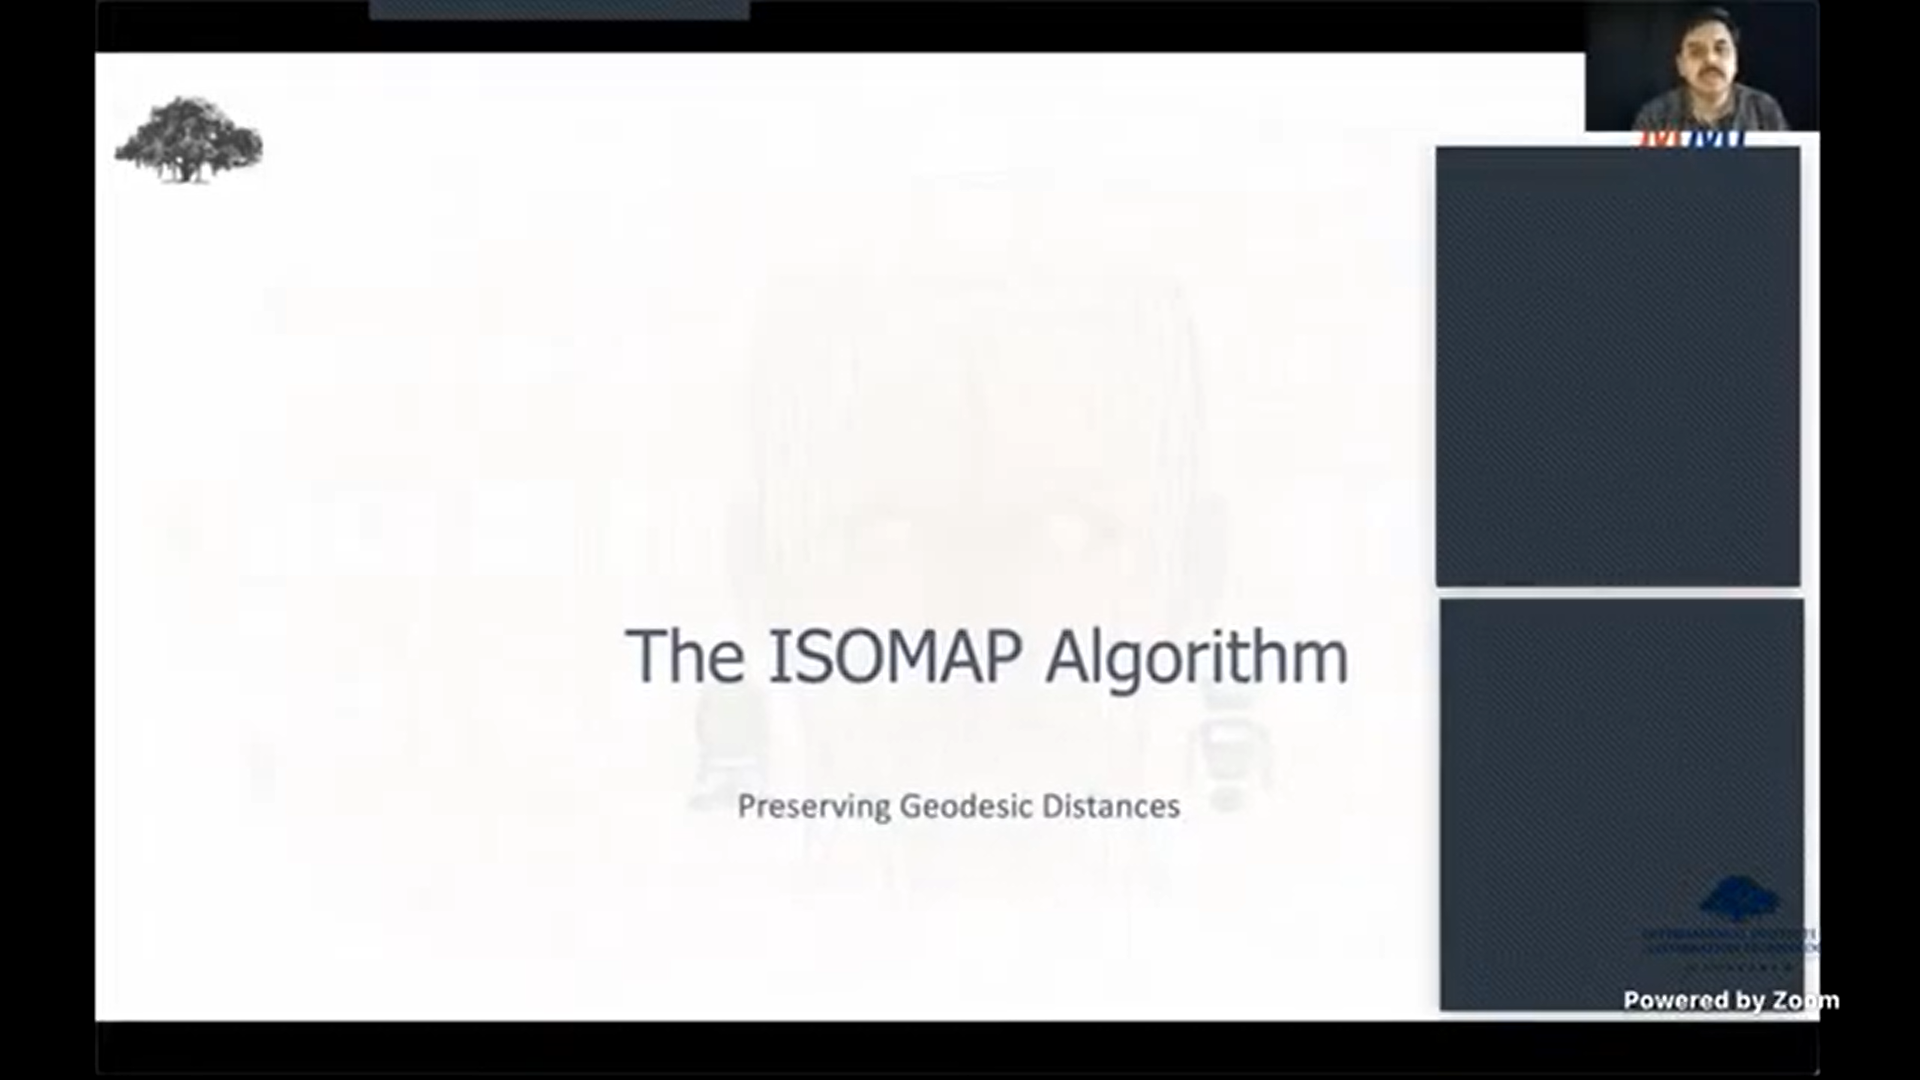 The ISOMAP Algorithm
Preserving Geodesic Distances
Powered by Zoom